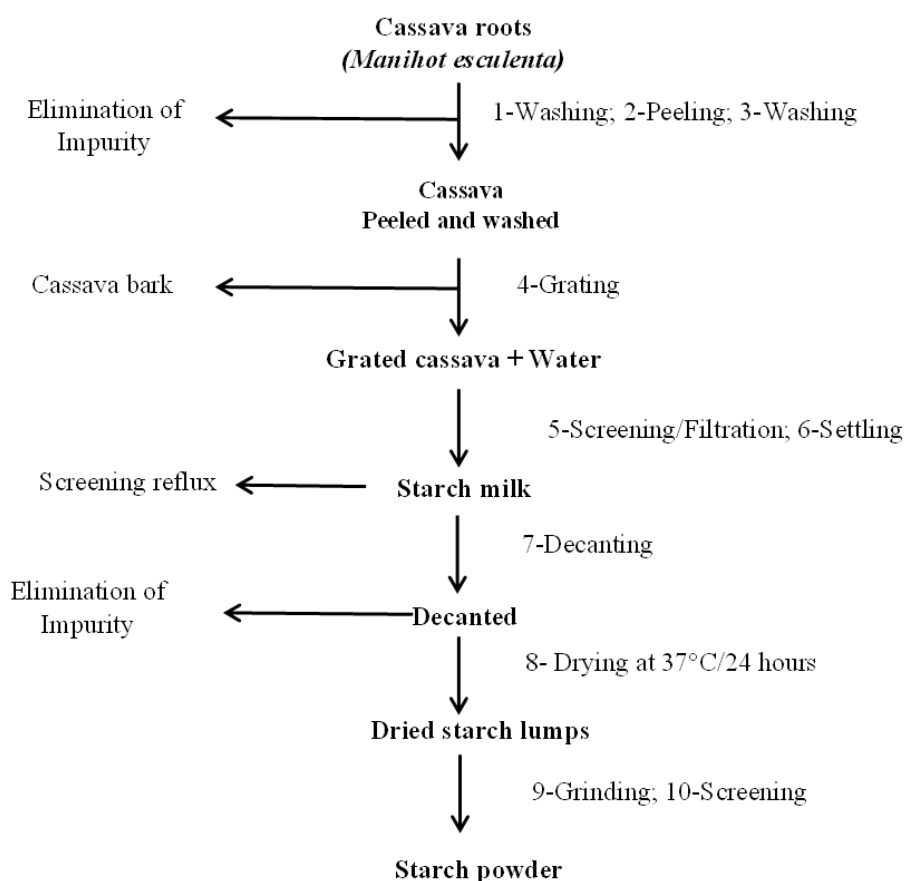 Cassava roots
(Manihot esculenta)
Elimination of
Impurity
1-Washing; 2-Peeling; 3-Washing
Cassava
Peeled and washed
Cassava bark
4-Grating
Grated cassava + Water
5-Screening/Filtration; 6-Settling
Screening reflux
Starch milk
7-Decanting
Elimination of
Impurity
Decanted
8- Drying at 37°C/24 hours
Dried starch lumps
9-Grinding; 10-Screening
Starch powder